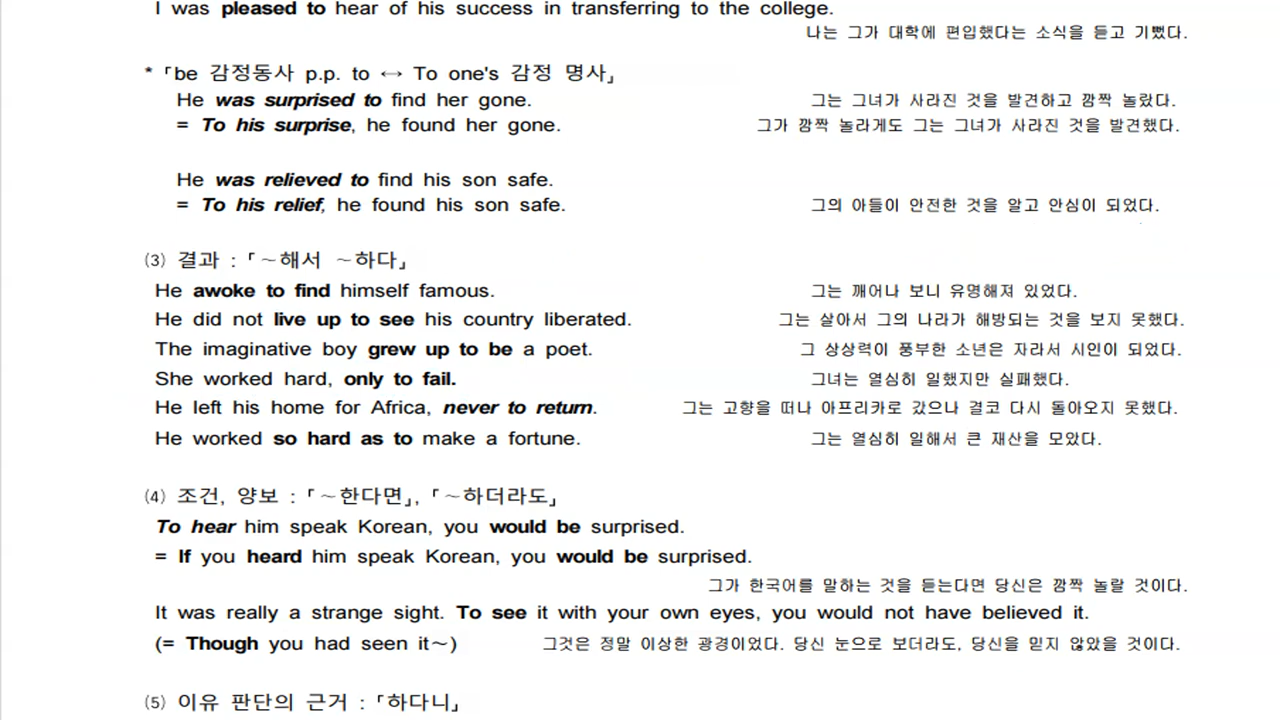 I was pleased to hear of his success in transferring to the college.
나는 그가 대학에 편입했다는 소식을 듣고 기뻤다.
* 「be 감정동사 p.p. to ↔ To one's 감정 명사」
He was surprised to find her gone. 그는 그녀가 사라진 것을 발견하고 깜짝 놀랐다.
= To his surprise, he found her gone. 그가 깜짝 놀라게도 그는 그녀가 사라진 것을 발견했다.
He was relieved to find his son safe.
= To his relief, he found his son safe. 그의 아들이 안전한 것을 알고 안심이 되었다.
(3) 결과 : 「~해서 ~하다」
He awoke to find himself famous. 그는 깨어나 보니 유명해져 있었다.
He did not live up to see his country liberated. 그는 살아서 그의 나라가 해방되는 것을 보지 못했다.
The imaginative boy grew up to be a poet. 그 상상력이 풍부한 소년은 자라서 시인이 되었다.
She worked hard, only to fail. 그녀는 열심히 일했지만 실패했다.
He left his home for Africa, never to return. 그는 고향을 떠나 아프리카로 갔으나 결코 다시 돌아오지 못했다.
He worked so hard as to make a fortune. 그는 열심히 일해서 큰 재산을 모았다.
(4) 조건, 양보 : 「~한다면」, 「~하더라도」
To hear him speak Korean, you would be surprised.
= If you heard him speak Korean, you would be surprised.
그가 한국어를 말하는 것을 듣는다면 당신은 깜짝 놀랄 것이다.
It was really a strange sight. To see it with your own eyes, you would not have believed it.
(= Though you had seen it~) 그것은 정말 이상한 광경이었다. 당신 눈으로 보더라도, 당신을 믿지 않았을 것이다.
(5) 이유 판단의 근거 : 「하다니」